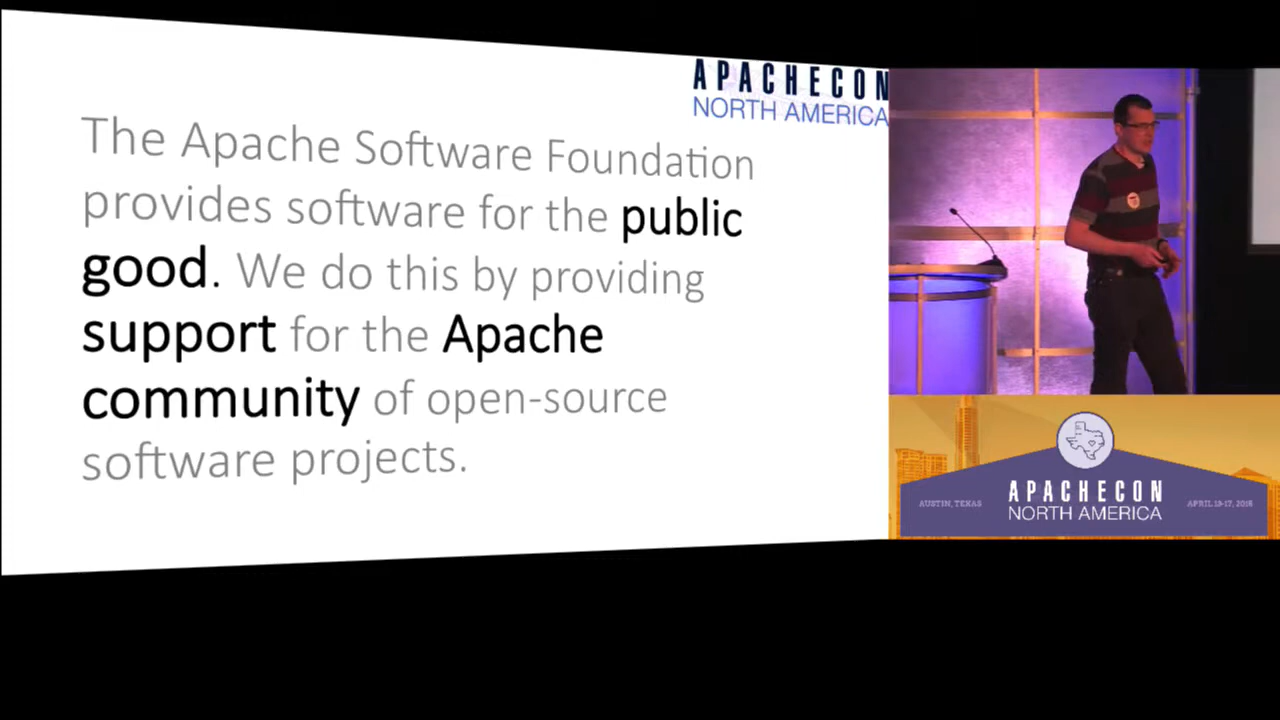 APACHECON
NORTH AMERICA
The Apache Software Foundation
provides software for the public
good. We do this by providing
support for the Apache
community of open-source
software projects.
AUSTIN, TEXAS
APACHECON
NORTH AMERICA
APRIL 13-17, 2015